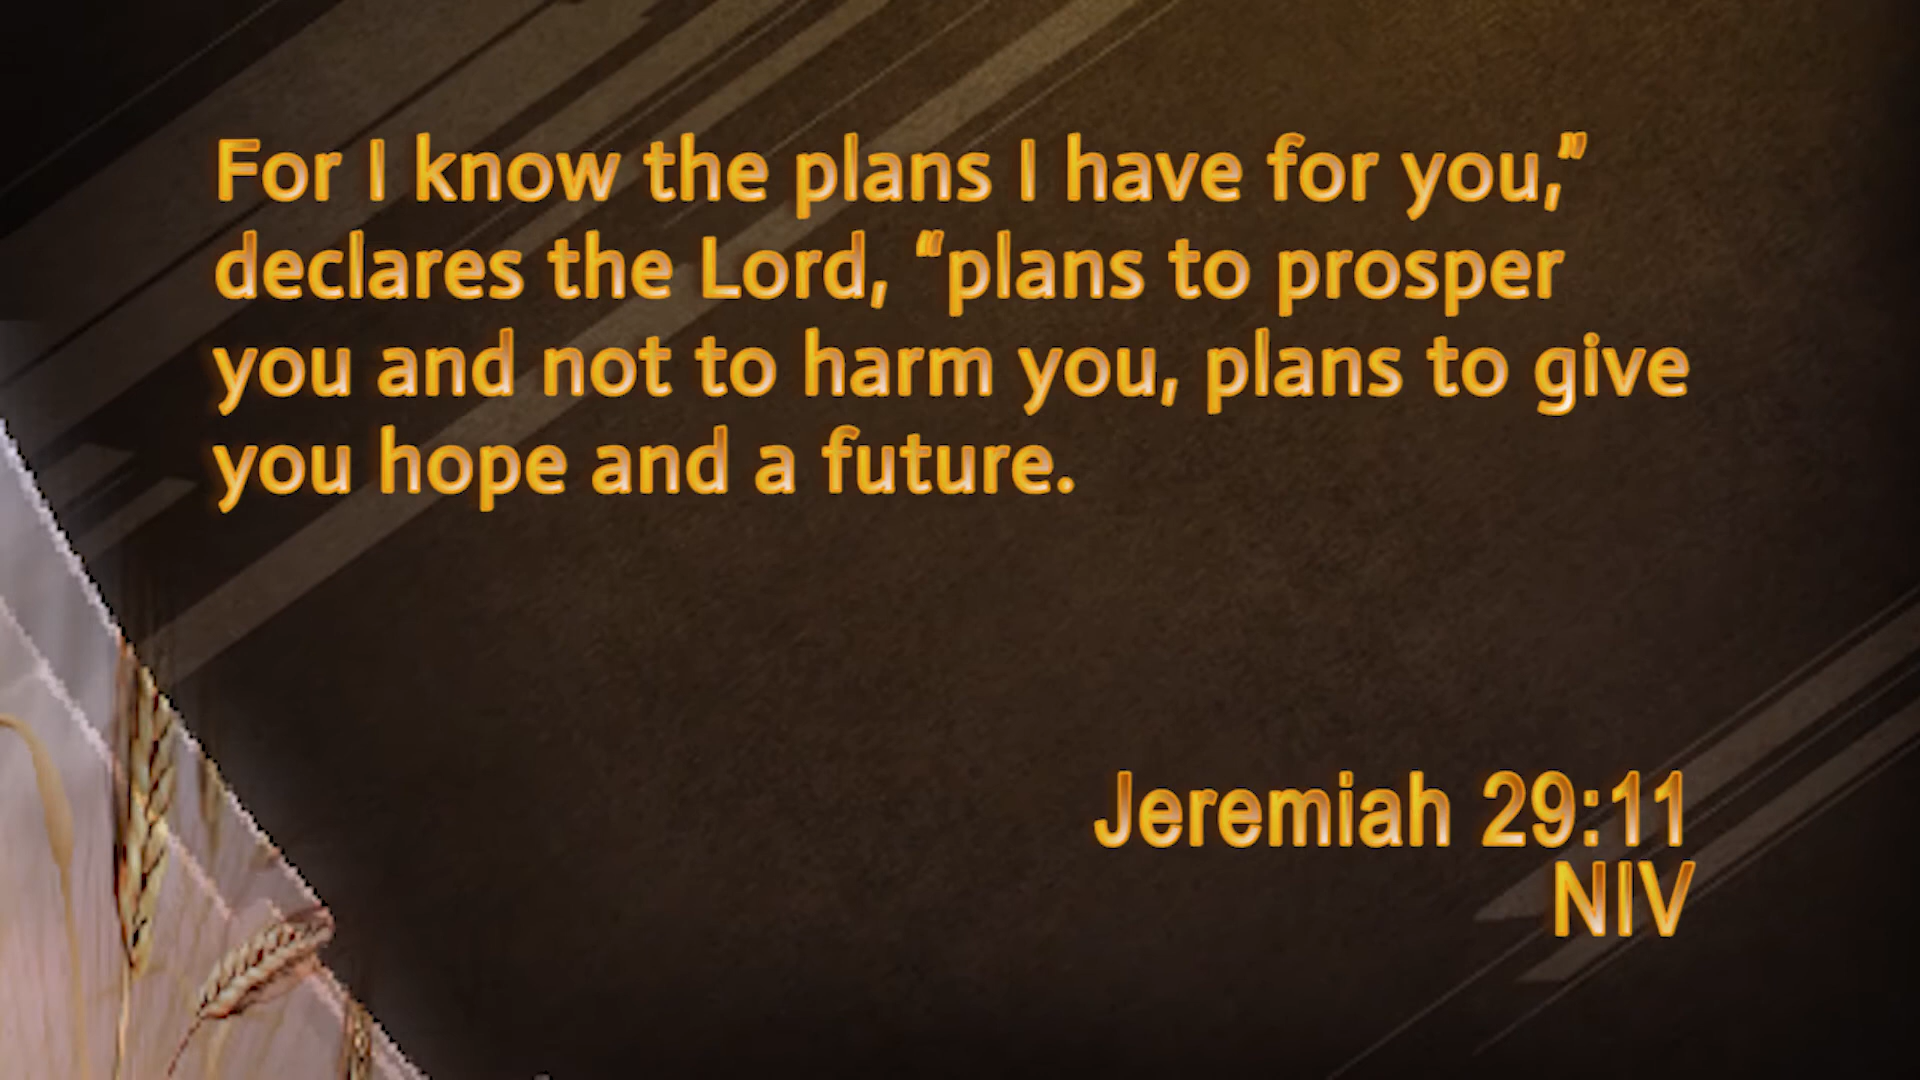 For I know the plans I have for you,”
declares the Lord, “plans to prosper
you and not to harm you, plans to give
you hope and a future.
Jeremiah 29:11
NIV